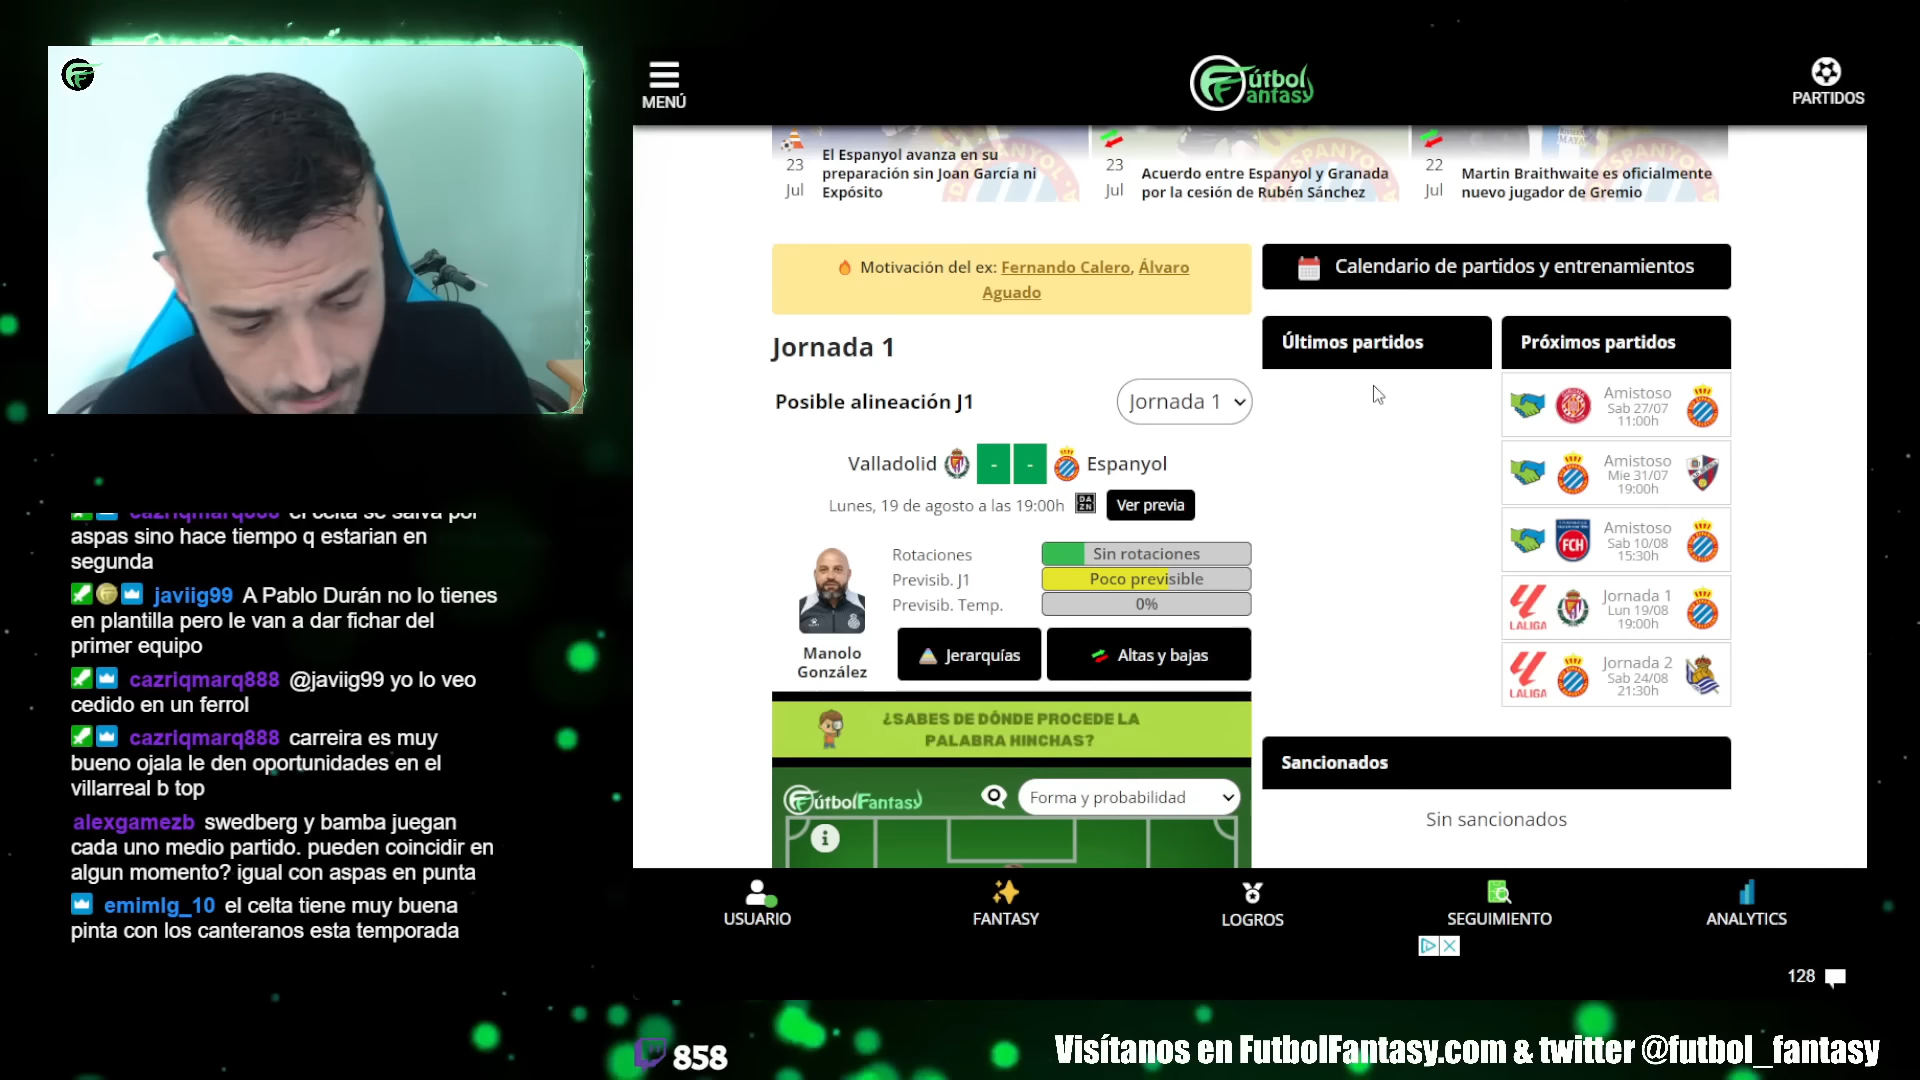 MENÚ
Fútbol
Fantasy
PARTIDOS
23
Jul
El Espanyol avanza en su
preparación sin Joan García ni
Expósito
23
Jul
Acuerdo entre Espanyol y Granada
por la cesión de Rubén Sánchez
22
Jul
Martin Braithwaite es oficialmente
nuevo jugador de Gremio
Motivación del ex: Fernando Calero, Álvaro
Aguado
Calendario de partidos y entrenamientos
Jornada 1
Posible alineación J1
Jornada 1
Valladolid - - Espanyol
Lunes, 19 de agosto a las 19:00h DAZN Ver previa
Rotaciones Sin rotaciones
Previsib. J1 Poco previsible
Previsib. Temp. 0%
Manolo
González
Jerarquías
Altas y bajas
¿SABES DE DÓNDE PROCEDE LA
PALABRA HINCHAS?
FútbolFantasy
Forma y probabilidad
Últimos partidos
Próximos partidos
Amistoso
Sab 27/07
11:00h
Amistoso
Mie 31/07
19:00h
FCH
Amistoso
Sab 10/08
15:30h
LALIGA
Jornada 1
Lun 19/08
19:00h
LALIGA
Jornada 2
Sab 24/08
21:30h
Sancionados
Sin sancionados
cazriqmarq888 el celta se salva por
aspas sino hace tiempo q estarian en
segunda
javiig99 A Pablo Durán no lo tienes
en plantilla pero le van a dar fichar del
primer equipo
cazriqmarq888 @javiig99 yo lo veo
cedido en un ferrol
cazriqmarq888 carreira es muy
bueno ojala le den oportunidades en el
villarreal b top
alexgamezb swedberg y bamba juegan
cada uno medio partido. pueden coincidir en
algun momento? igual con aspas en punta
emimlg_10 el celta tiene muy buena
pinta con los canteranos esta temporada
USUARIO
FANTASY
LOGROS
SEGUIMIENTO
ANALYTICS
128
858
Visítanos en FutbolFantasy.com & twitter @futbol_fantasy